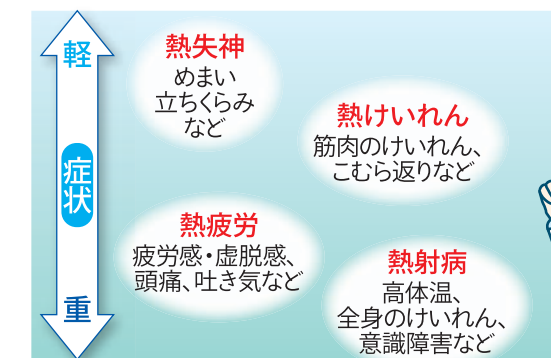 軽
症状
重
熱失神
めまい
立ちくらみ
など
熱けいれん
筋肉のけいれん、
こむら返りなど
熱疲労
疲労感・虚脱感、
頭痛、吐き気など
熱射病
高体温、
全身のけいれん、
意識障害など